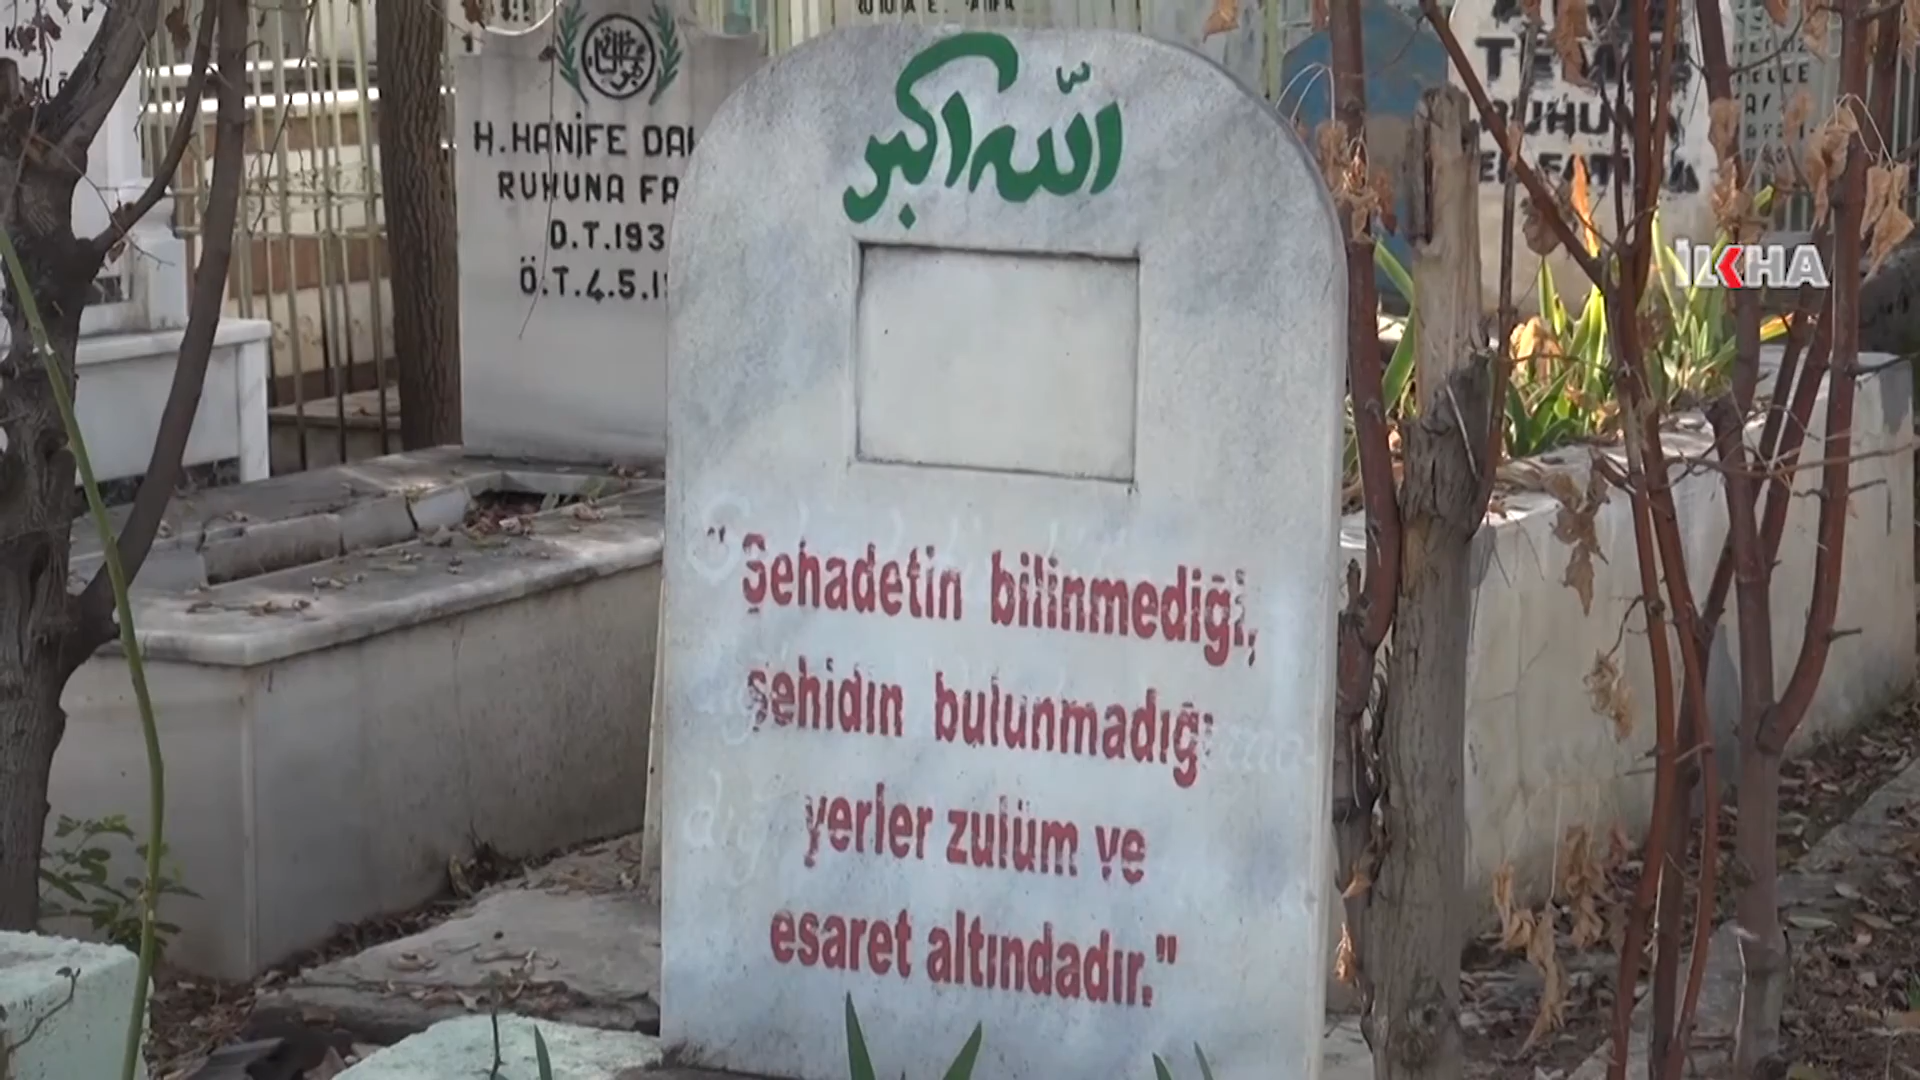 الله اكبر
"Şehadetin bilinmediği,
şehidin bulunmadığı
yerler zulüm ve
esaret altındadır."
H. HANİFE
RUHUNA
D.T.193
Ö.T.4.5.1
RUHUNA
İLKHA